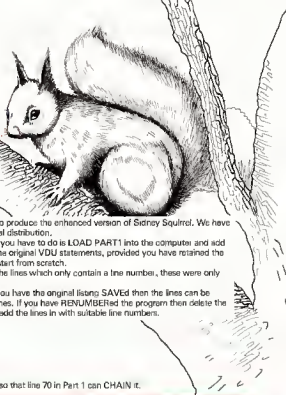 o produce the enhanced version of Sidney Squirrel. We have
al distribution.
you have to do is LOAD PART1 into the computer and add
e original VDU statements, provided you have retained the
start from scratch.
he lines which only contain a line number, these were only
ou have the original listing SAVEd then the lines can be
nes. If you have RENUMBERed the program then delete the
add the lines in with suitable line numbers.
so that line 70 in Part 1 can CHAIN it.